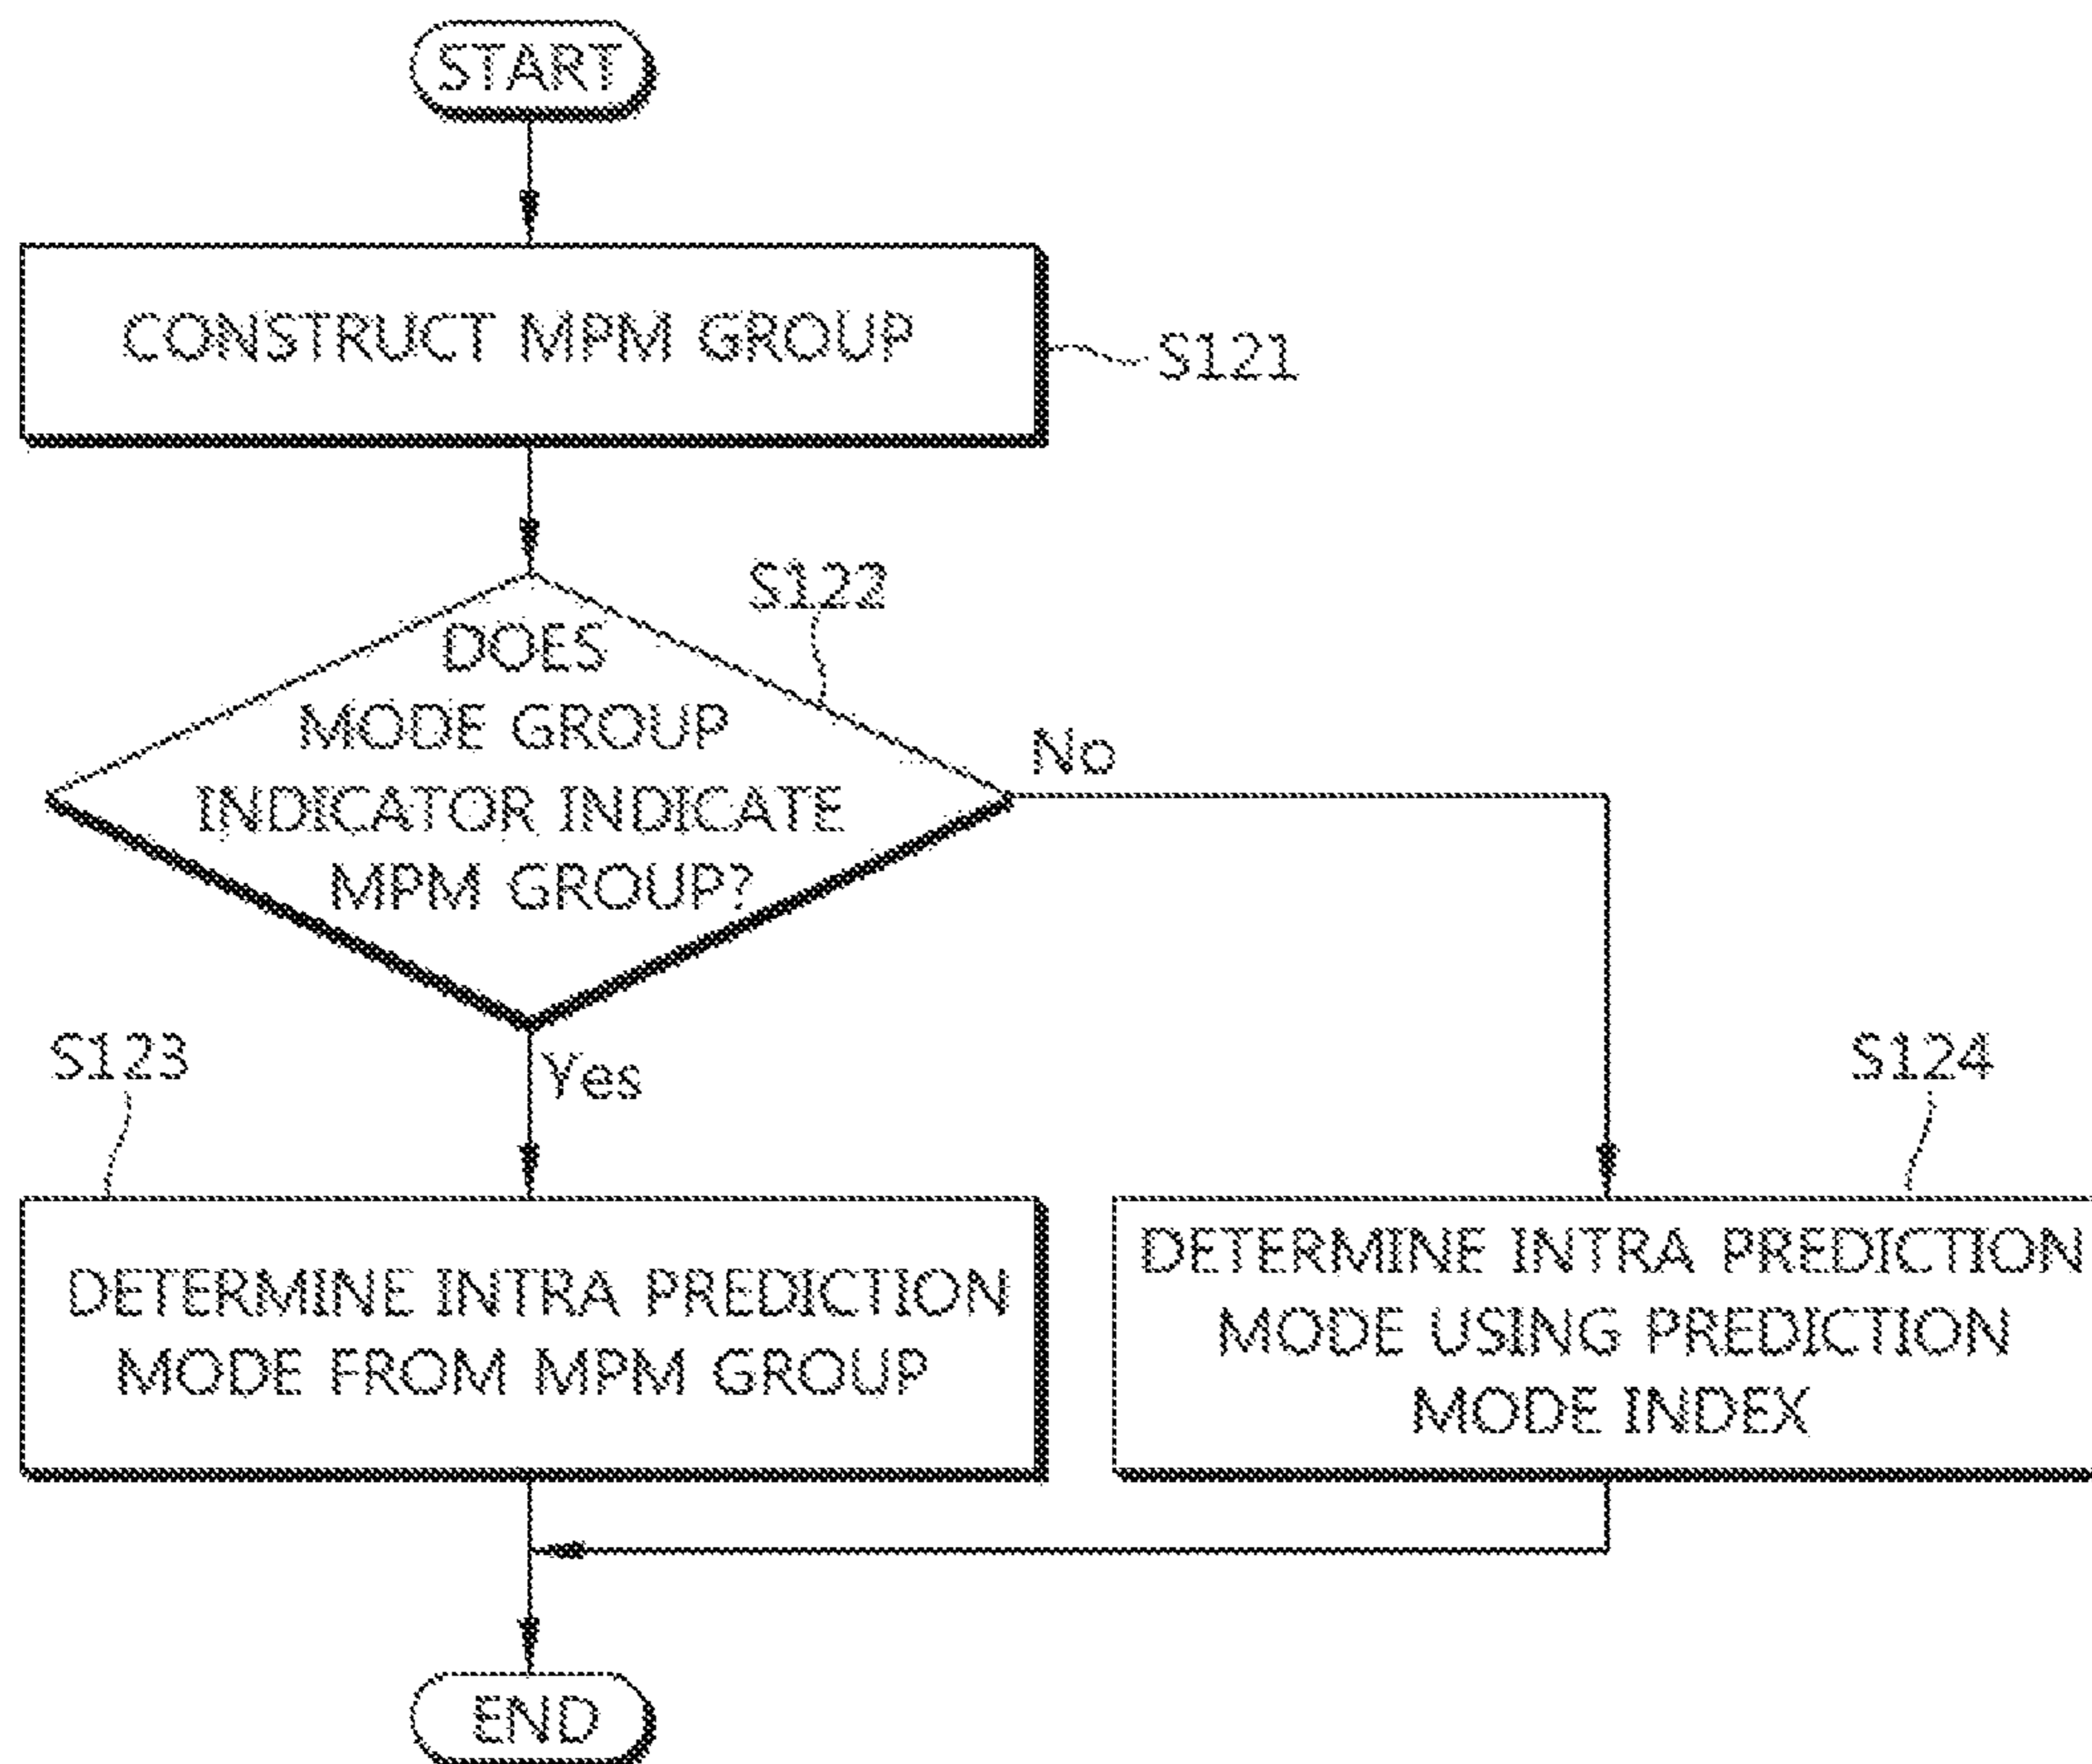 START
CONSTRUCT MPM GROUP
S121
S122
DOES
MODE GROUP
INDICATOR INDICATE
MPM GROUP?
No
Yes
S123
DETERMINE INTRA PREDICTION
MODE FROM MPM GROUP
S124
DETERMINE INTRA PREDICTION
MODE USING PREDICTION
MODE INDEX
END